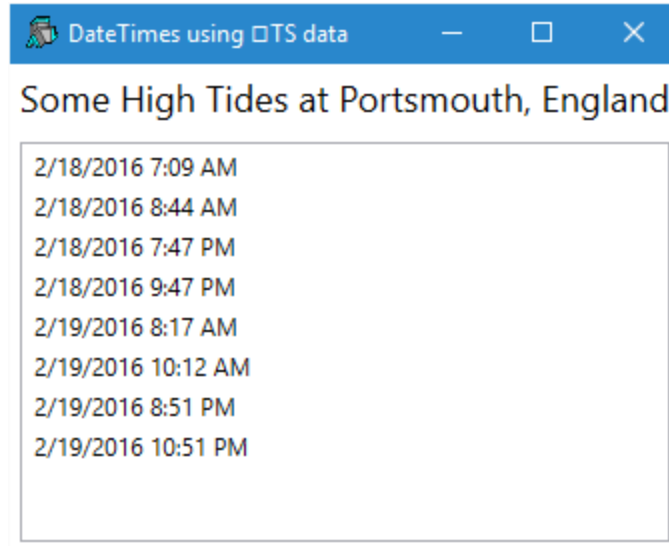 DateTimes using □TS data
Some High Tides at Portsmouth, England
2/18/2016 7:09 AM
2/18/2016 8:44 AM
2/18/2016 7:47 PM
2/18/2016 9:47 PM
2/19/2016 8:17 AM
2/19/2016 10:12 AM
2/19/2016 8:51 PM
2/19/2016 10:51 PM